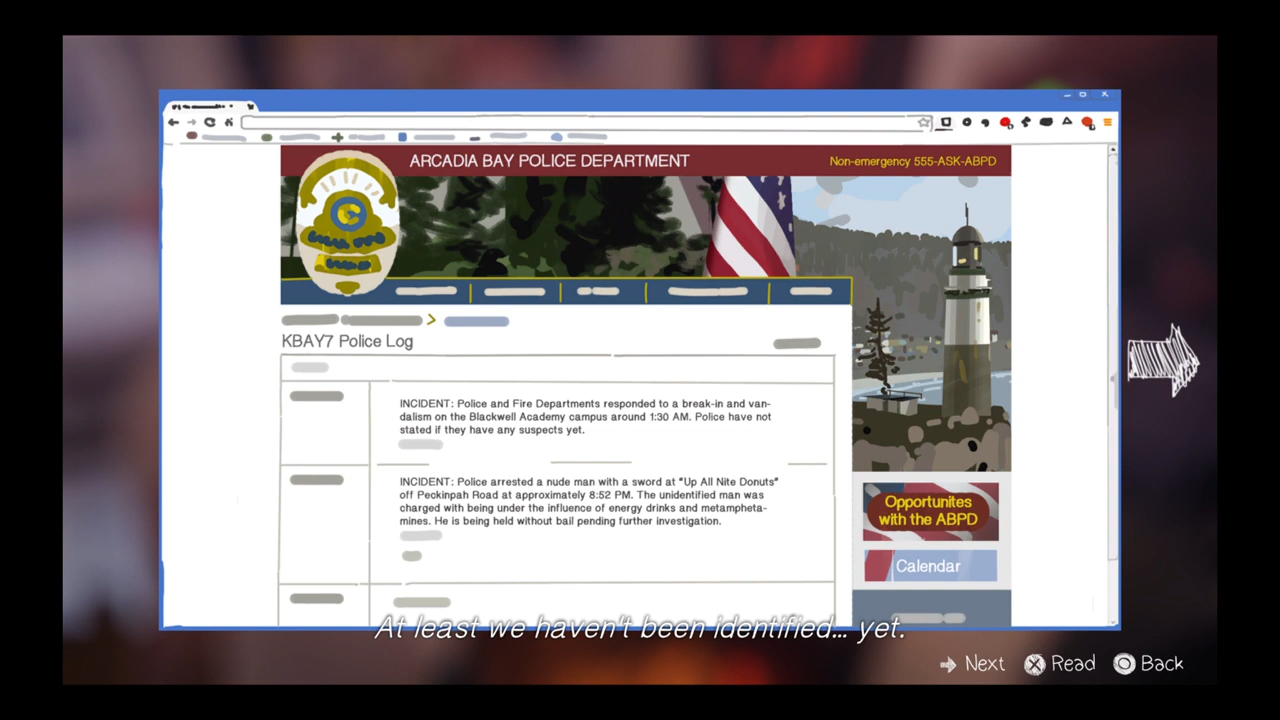 ARCADIA BAY POLICE DEPARTMENT
Non-emergency 555-ASK-ABPD
KBAY7 Police Log
INCIDENT: Police and Fire Departments responded to a break-in and van-
dalism on the Blackwell Academy campus around 1:30 AM. Police have not
stated if they have any suspects yet.
INCIDENT: Police arrested a nude man with a sword at "Up All Nite Donuts"
off Peckinpah Road at approximately 8:52 PM. The unidentified man was
charged with being under the influence of energy drinks and metampheta-
mines. He is being held without bail pending further investigation.
Opportunites
with the ABPD
Calendar
At least we haven't been identified... yet.
Next
Read
Back